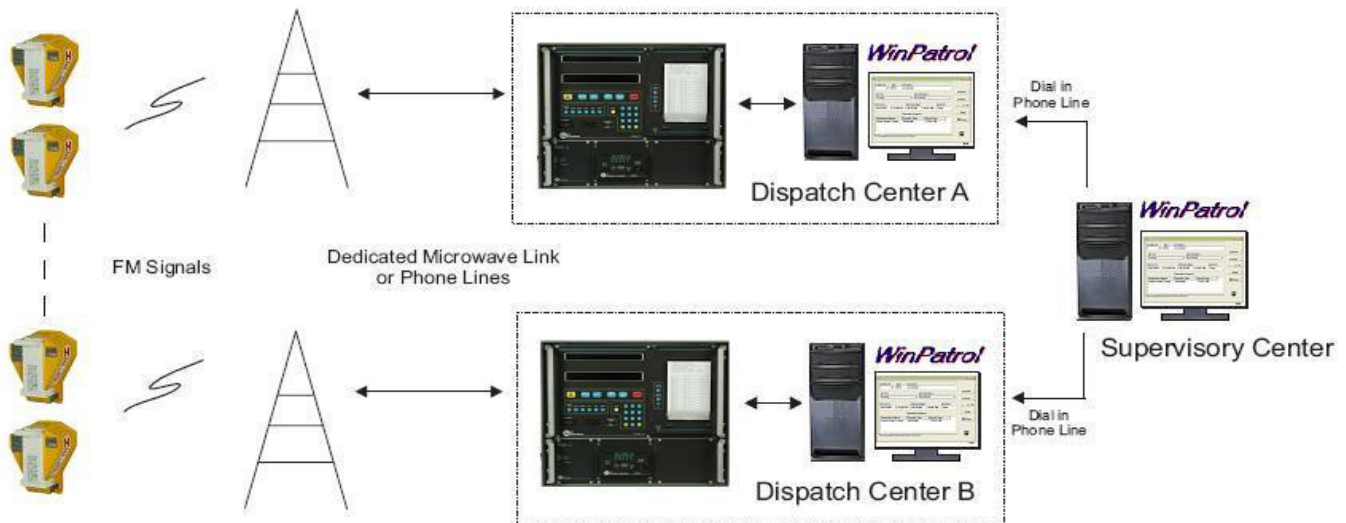 WinPatrol
Dispatch Center A
Dial in
Phone Line
WinPatrol
Supervisory Center
FM Signals
Dedicated Microwave Link
or Phone Lines
WinPatrol
Dispatch Center B
Dial in
Phone Line